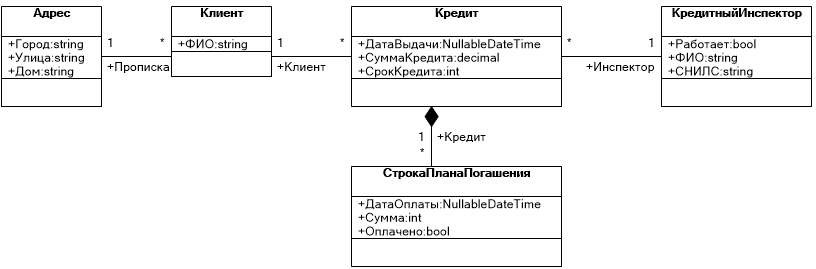 Адрес
+Город:string
+Улица:string
+Дом:string
1
*
+Прописка
Клиент
+ФИО:string
1
*
+Клиент
Кредит
+ДатаВыдачи:NullableDateTime
+СуммаКредита:decimal
+СрокКредита:int
*
1
+Инспектор
КредитныйИнспектор
+Работает:bool
+ФИО:string
+СНИЛС:string
1
+Кредит
*
СтрокаПланаПогашения
+ДатаОплаты:NullableDateTime
+Сумма:int
+Оплачено:bool